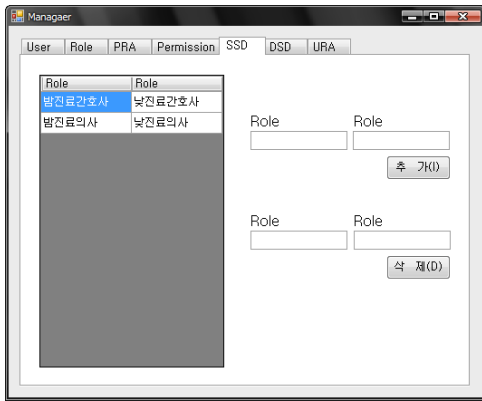 Managaer
User Role PRA Permission SSD DSD URA
Role Role
밤진료간호사 낮진료간호사
밤진료의사 낮진료의사
Role Role
추 가(I)
Role Role
삭 제(D)